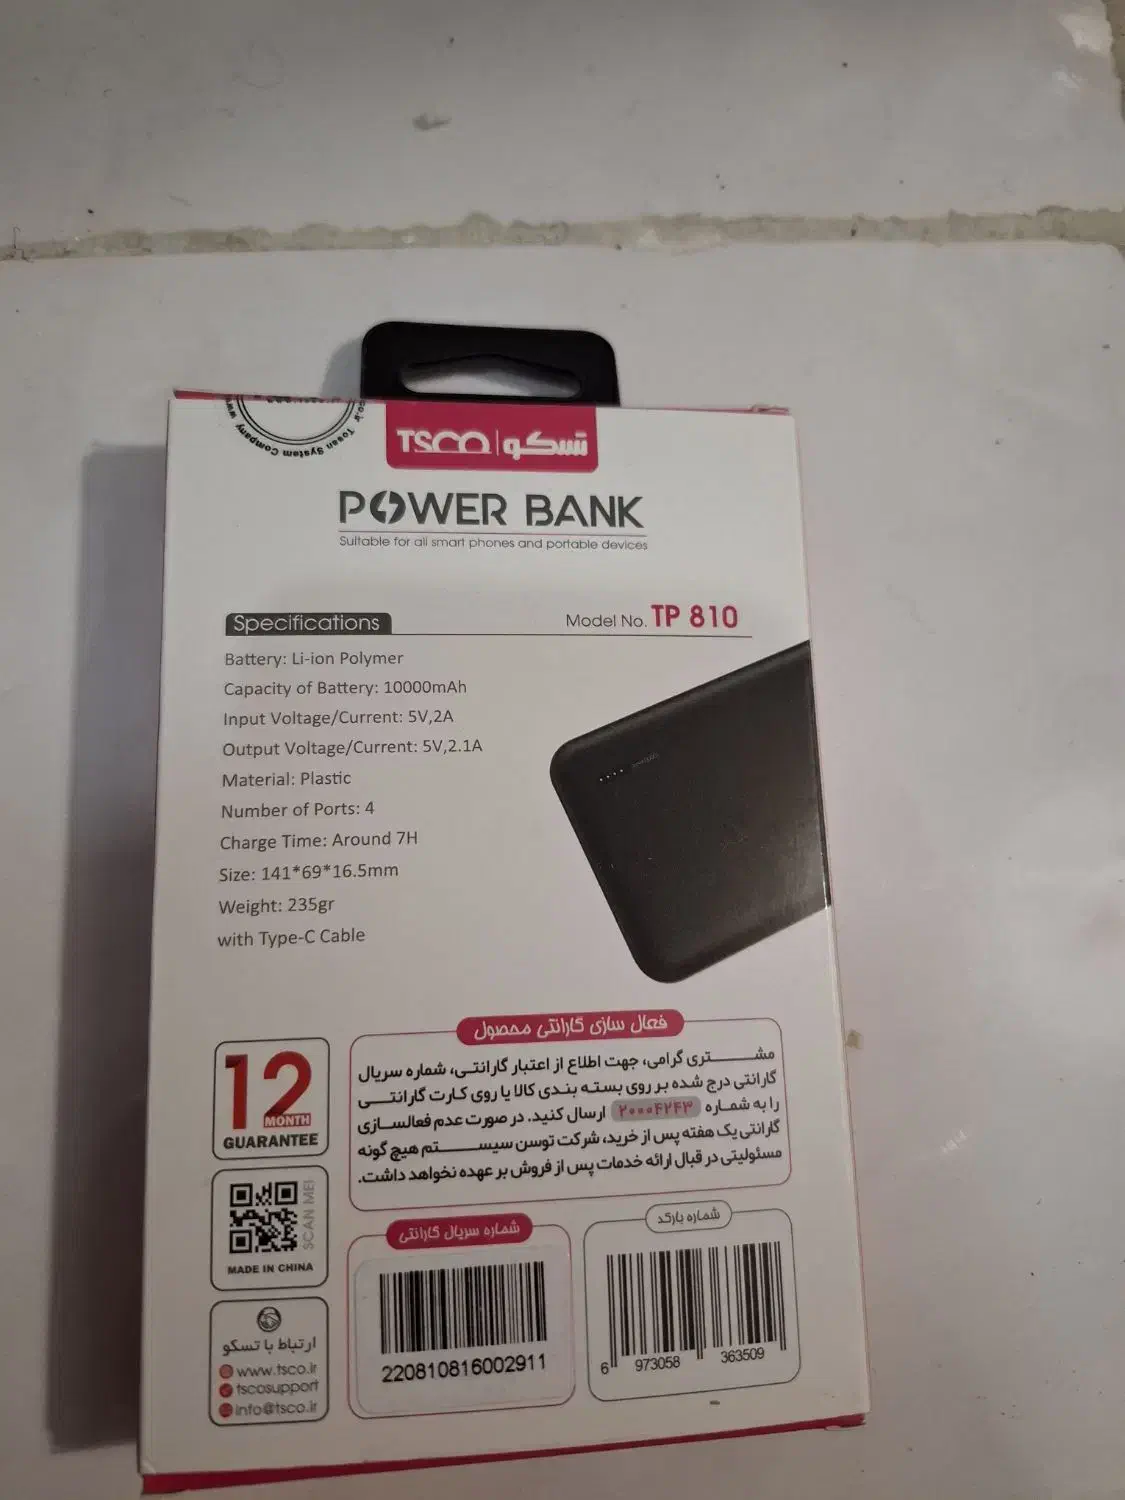 www.
co.ir Tosan System Company
TSCO | تسکو
POWER BANK
Suitable for all smart phones and portable devices
Specifications
Model No. TP 810
Battery: Li-ion Polymer
Capacity of Battery: 10000mAh
Input Voltage/Current: 5V,2A
Output Voltage/Current: 5V,2.1A
Material: Plastic
Number of Ports: 4
Charge Time: Around 7H
Size: 141*69*16.5mm
Weight: 235gr
with Type-C Cable
فعال سازی گارانتی محصول
مشتری گرامی، جهت اطلاع از اعتبار گارانتی، شماره سریال
گارانتی درج شده بر روی بسته بندی کالا یا روی کارت گارانتی
را به شماره ۲۰۰۰۴۲۴۳ ارسال کنید. در صورت عدم فعالسازی
گارانتی یک هفته پس از خرید، شرکت توسن سیستم هیچ گونه
مسئولیتی در قبال ارائه خدمات پس از فروش بر عهده نخواهد داشت.
12
MONTH
GUARANTEE
SCAN ME!
MADE IN CHINA
ارتباط با تسکو
www.tsco.ir
tscosupport
info@tsco.ir
شماره سریال گارانتی
220810816002911
شماره بارکد
6 973058 363509